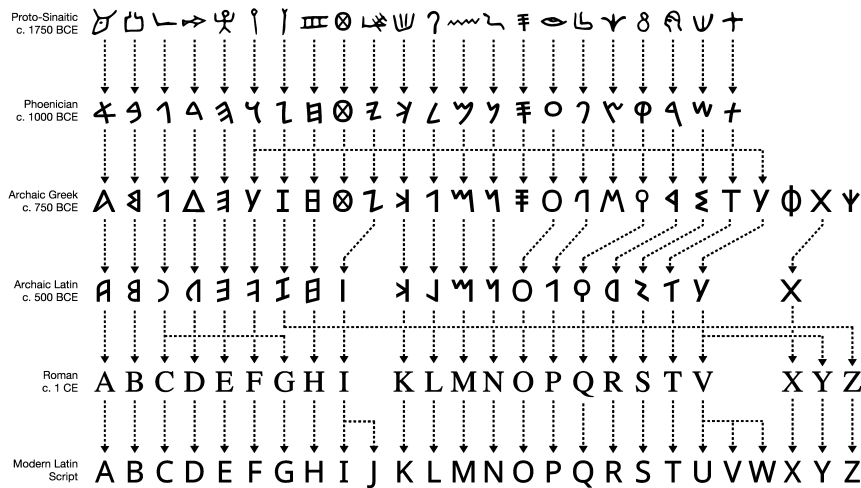 Proto-Sinaitic
c. 1750 BCE
Phoenician
c. 1000 BCE
𐤀 𐤁 𐤂 𐤃 𐤄 𐤅 𐤆 𐤇 𐤈 𐤉 𐤊 𐤋 𐤌 𐤍 𐤎 𐤏 𐤐 𐤑 𐤒 𐤓 𐤔 𐤕
Archaic Greek
c. 750 BCE
Α Β Γ Δ Ε Ϝ Ζ Η Θ Ι Κ Λ Μ Ν Ξ Ο Π Ϻ Ϙ Ρ Σ Τ Υ Φ Χ Ψ
Archaic Latin
c. 500 BCE
𐌀 𐌁 𐌂 𐌃 𐌄 𐌅 𐌆 𐌇 𐌉 𐌊 𐌋 𐌌 𐌍 𐌏 𐌐 𐌒 𐌓 𐌔 𐌕 𐌖 𐌗
Roman
c. 1 CE
A B C D E F G H I K L M N O P Q R S T V X Y Z
Modern Latin
Script
A B C D E F G H I J K L M N O P Q R S T U V W X Y Z